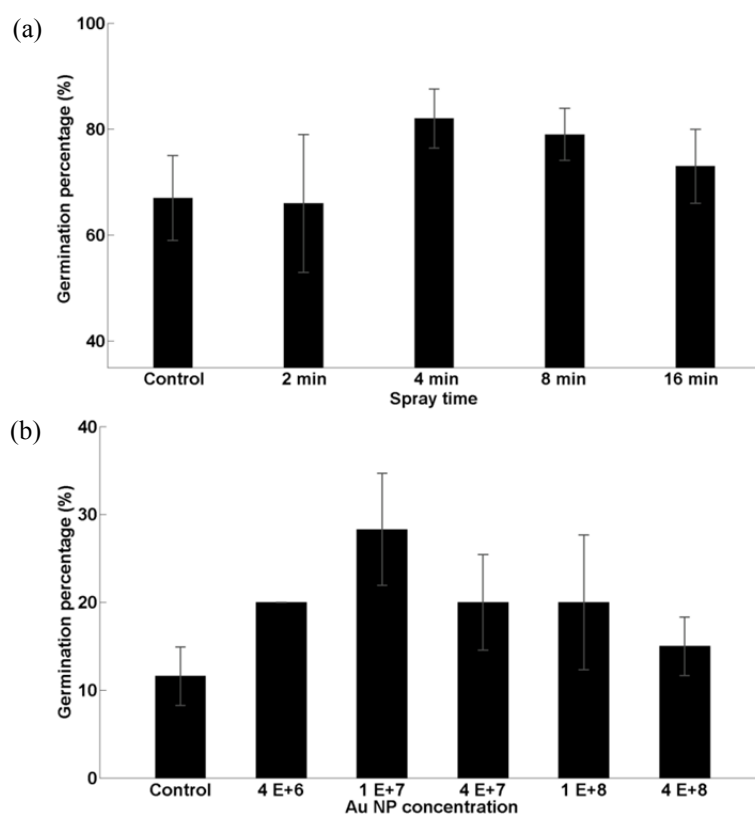 (a)
Germination percentage (%)
100
80
60
40
Control 2 min 4 min 8 min 16 min
Spray time
(b)
Germination percentage (%)
40
30
20
10
0
Control 4 E+6 1 E+7 4 E+7 1 E+8 4 E+8
Au NP concentration